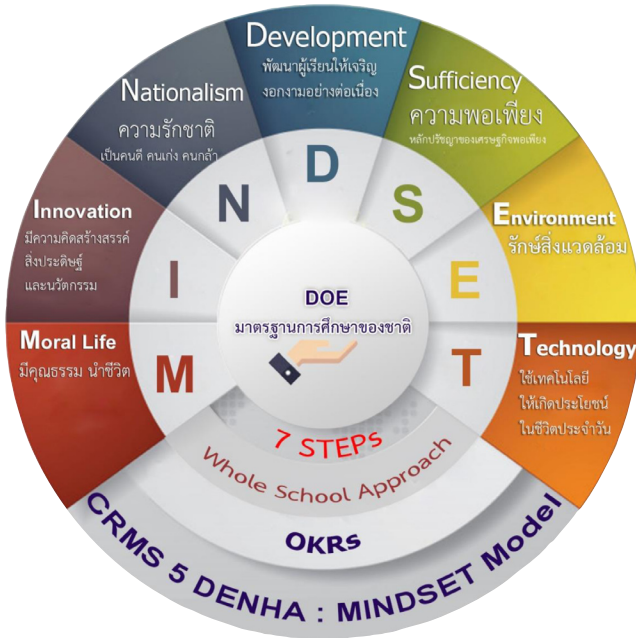 Moral Life
มีคุณธรรม นำชีวิต
Innovation
มีความคิดสร้างสรรค์
สิ่งประดิษฐ์
และนวัตกรรม
Nationalism
ความรักชาติ
เป็นคนดี คนเก่ง คนกล้า
Development
พัฒนาผู้เรียนให้เจริญ
งอกงามอย่างต่อเนื่อง
Sufficiency
ความพอเพียง
หลักปรัชญาของเศรษฐกิจพอเพียง
Environment
รักษ์สิ่งแวดล้อม
Technology
ใช้เทคโนโลยี
ให้เกิดประโยชน์
ในชีวิตประจำวัน
M I N D S E T
DOE
มาตรฐานการศึกษาของชาติ
7 STEPs
Whole School Approach
OKRs
CRMS 5 DENHA : MINDSET Model